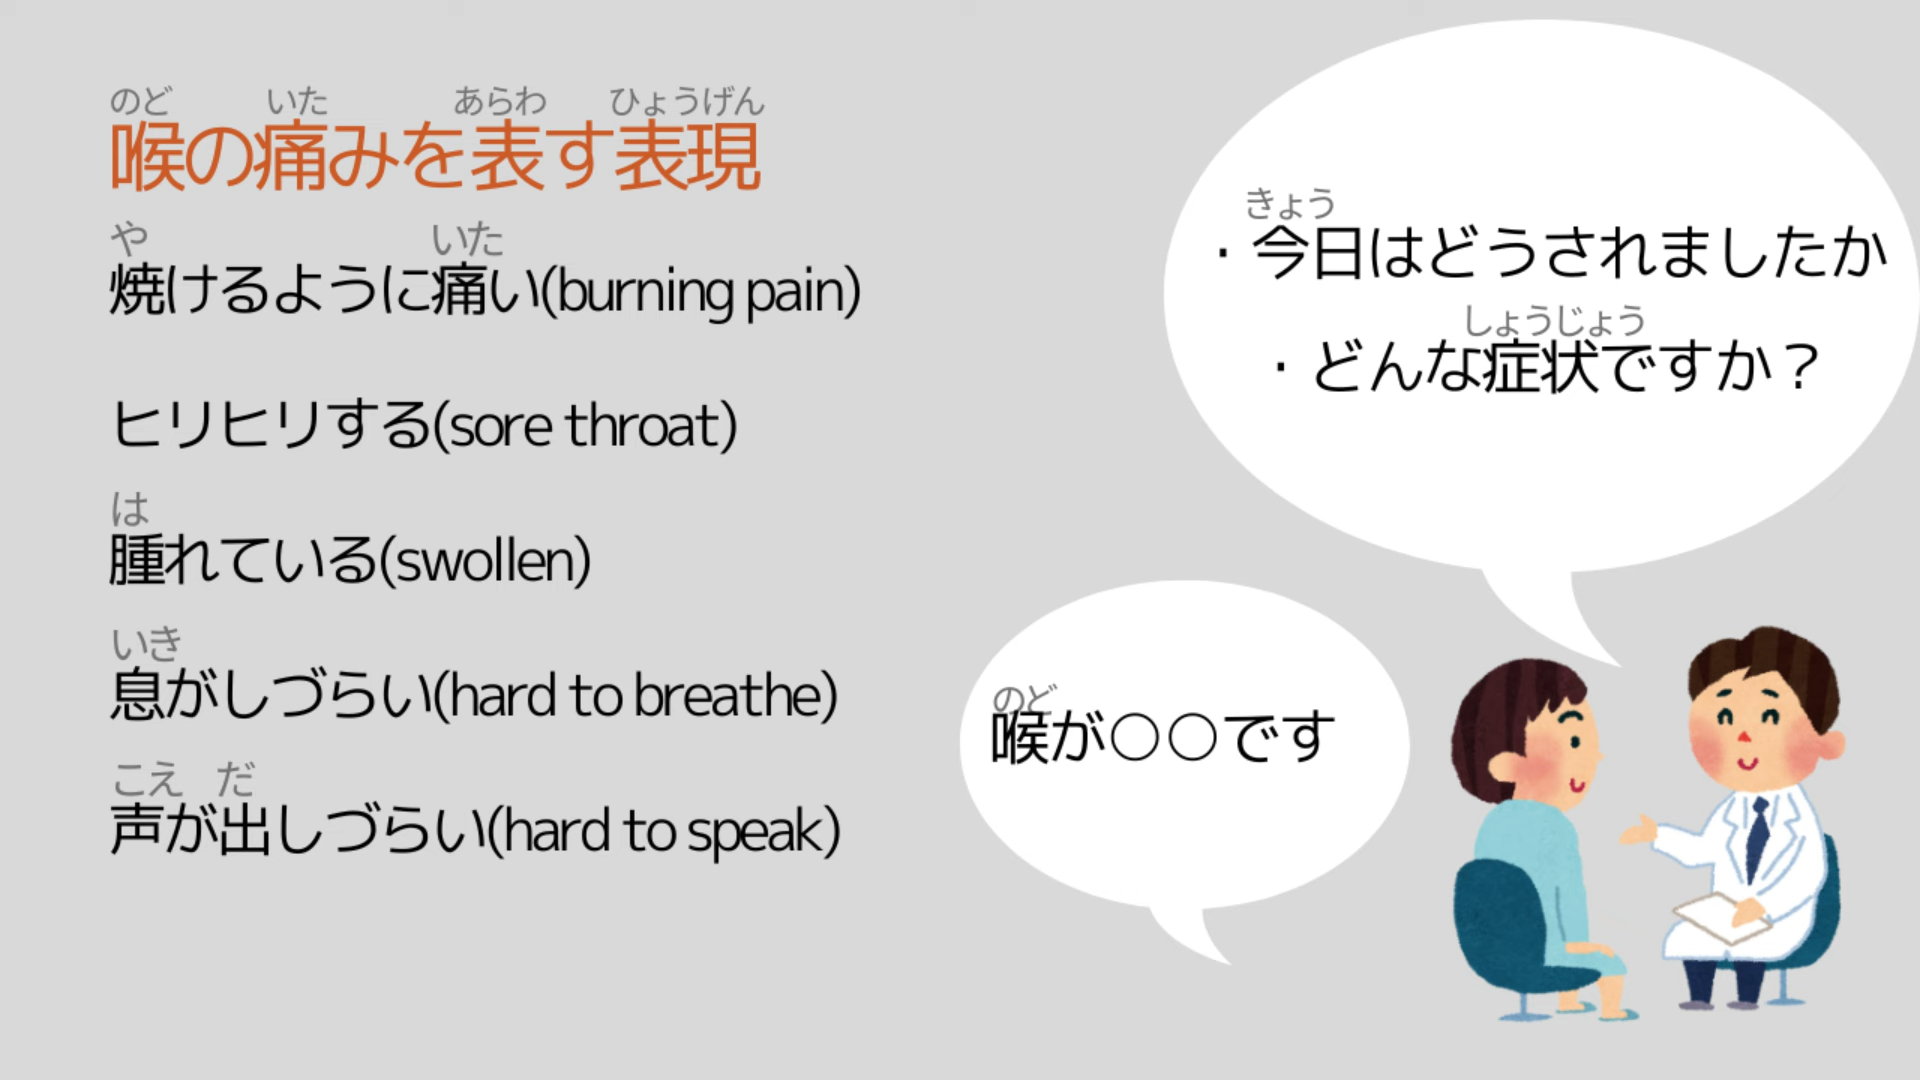 のど いた あらわ ひょうげん
喉の痛みを表す表現
や いた
焼けるように痛い(burning pain)
ヒリヒリする(sore throat)
は
腫れている(swollen)
いき
息がしづらい(hard to breathe)
こえ だ
声が出しづらい(hard to speak)
きょう
・今日はどうされましたか
しょうじょう
・どんな症状ですか？
のど
喉が○○です